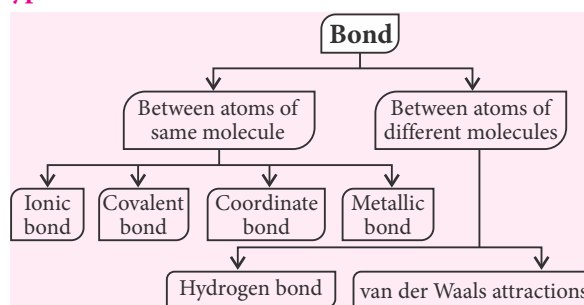 Bond
Between atoms of
same molecule
Between atoms of
different molecules
Ionic
bond
Covalent
bond
Coordinate
bond
Metallic
bond
Hydrogen bond
van der Waals attractions